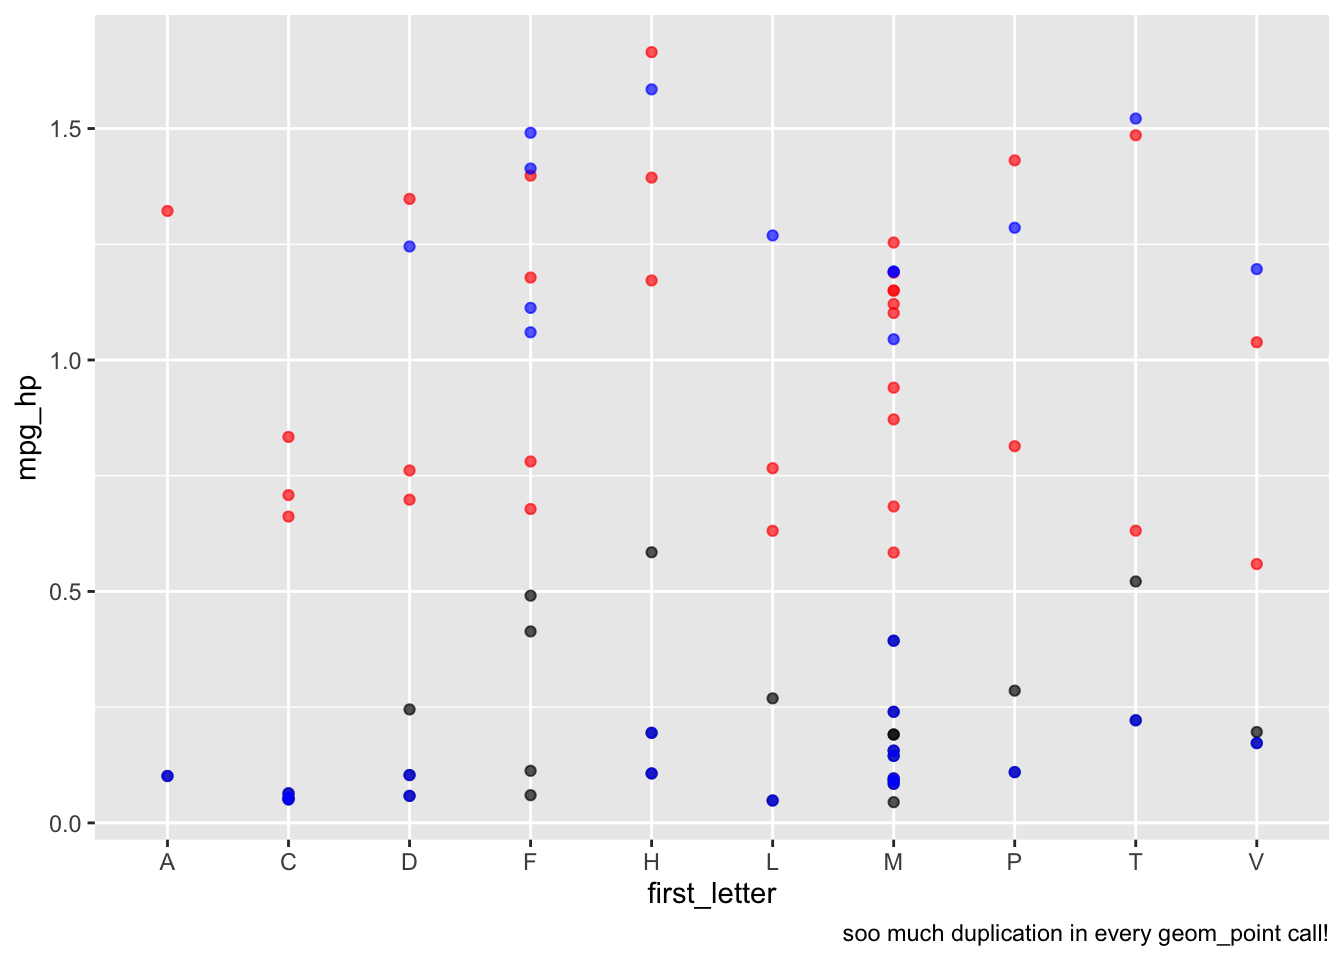 mpg_hp
1.5
1.0
0.5
0.0
A C D F H L M P T V
first_letter
soo much duplication in every geom_point call!